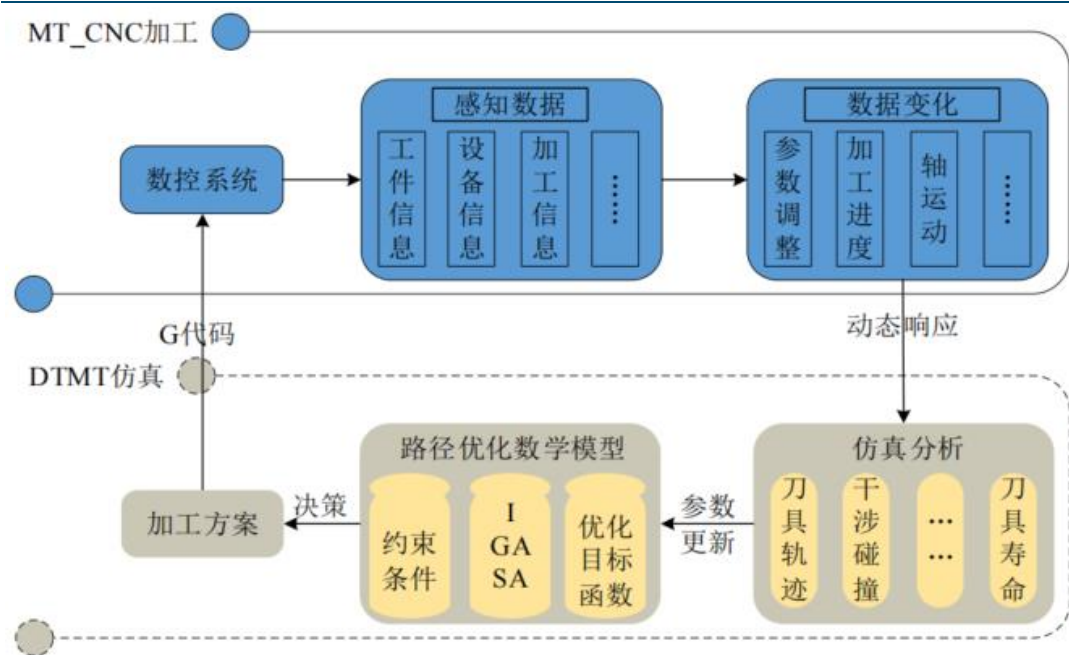 MT_CNC加工
感知数据
数据变化
数控系统
工件信息
设备信息
加工信息
……
参数调整
加工进度
轴运动
……
G代码
动态响应
DTMT仿真
路径优化数学模型
仿真分析
加工方案
决策
约束
条件
I
GA
SA
优化
目标
函数
参数
更新
刀具轨迹
干涉碰撞
……
刀具寿命